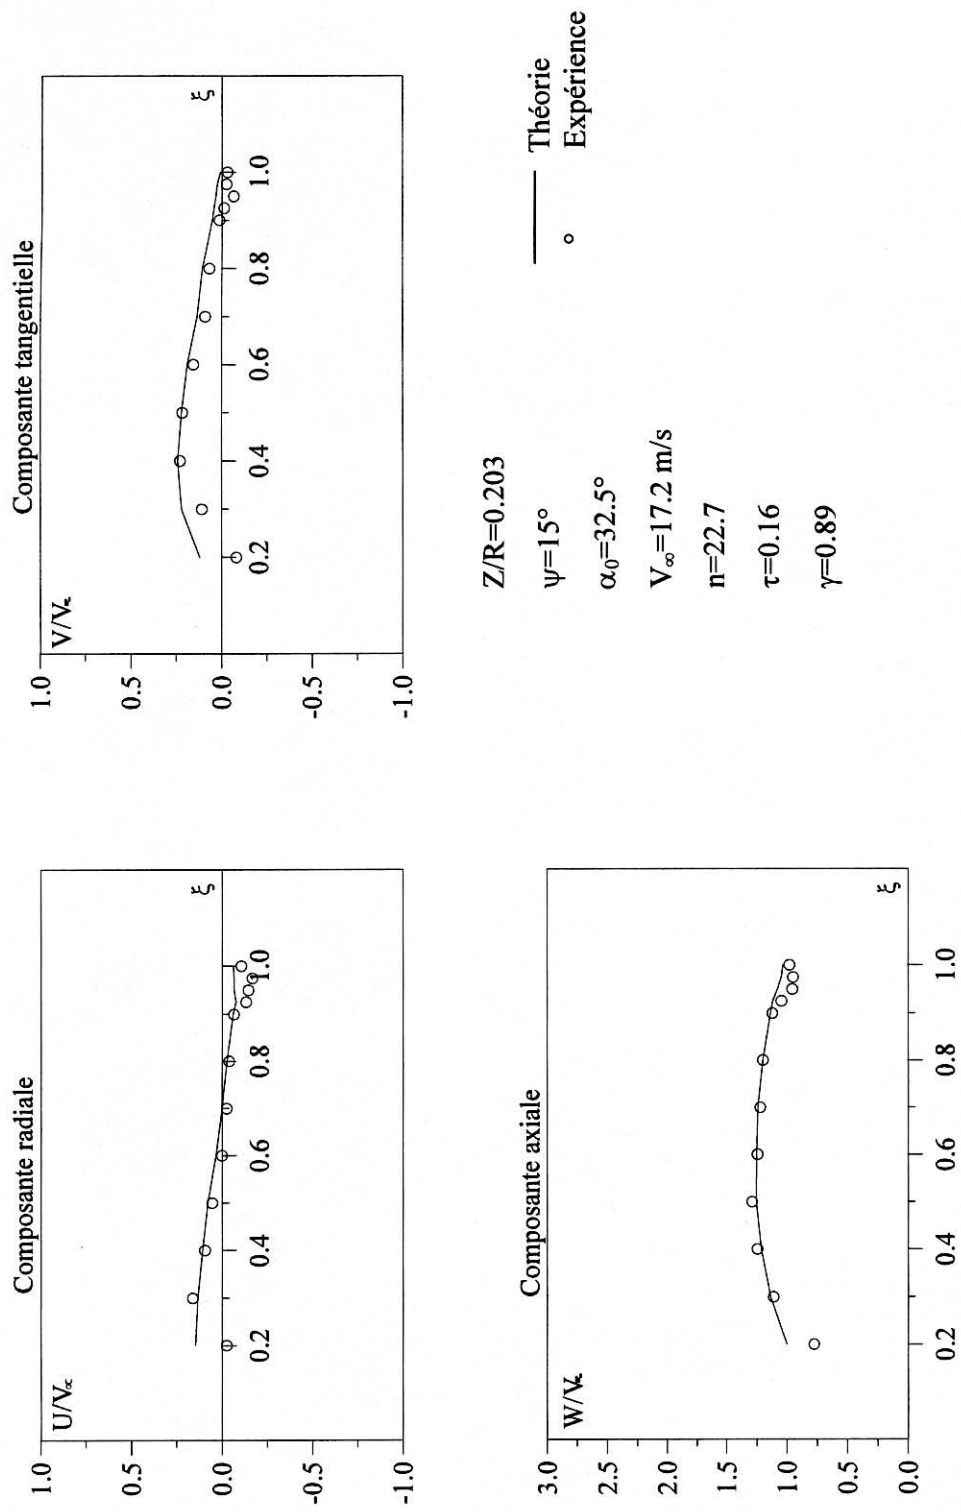 Composante radiale
U/V∞
1.0
0.5
0.0
-0.5
-1.0
0.2
0.4
0.6
0.8
1.0
ξ
Composante tangentielle
V/V∞
1.0
0.5
0.0
-0.5
-1.0
0.2
0.4
0.6
0.8
1.0
ξ
Composante axiale
W/V∞
3.0
2.5
2.0
1.5
1.0
0.5
0.0
0.2
0.4
0.6
0.8
1.0
ξ
Z/R=0.203
ψ=15°
α₀=32.5°
V∞=17.2 m/s
n=22.7
τ=0.16
γ=0.89
Théorie
Expérience